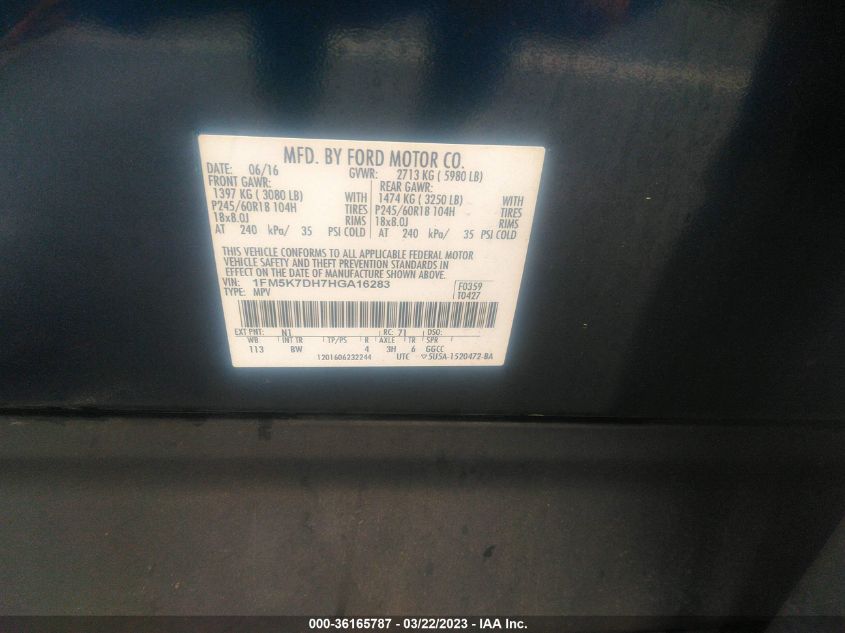 MFD. BY FORD MOTOR CO.
DATE: 06/16 GVWR: 2713 KG ( 5980 LB)
FRONT GAWR: REAR GAWR:
1397 KG ( 3080 LB) WITH 1474 KG ( 3250 LB) WITH
P245/60R18 104H TIRES P245/60R18 104H TIRES
18x8.0J RIMS 18x8.0J RIMS
AT 240 kPa/ 35 PSI COLD AT 240 kPa/ 35 PSI COLD
THIS VEHICLE CONFORMS TO ALL APPLICABLE FEDERAL MOTOR
VEHICLE SAFETY AND THEFT PREVENTION STANDARDS IN
EFFECT ON THE DATE OF MANUFACTURE SHOWN ABOVE.
VIN: 1FM5K7DH7HGA16283 F0359
TYPE: MPV T0427
EXT PNT: N1 RC: 71 DSO:
WB INT TR TP/PS R AXLE TR SPR
113 BW 4 3H 6 GGCC
1201606232244 UTC ▽5U5A-1520472-BA
000-36165787 - 03/22/2023 - IAA Inc.